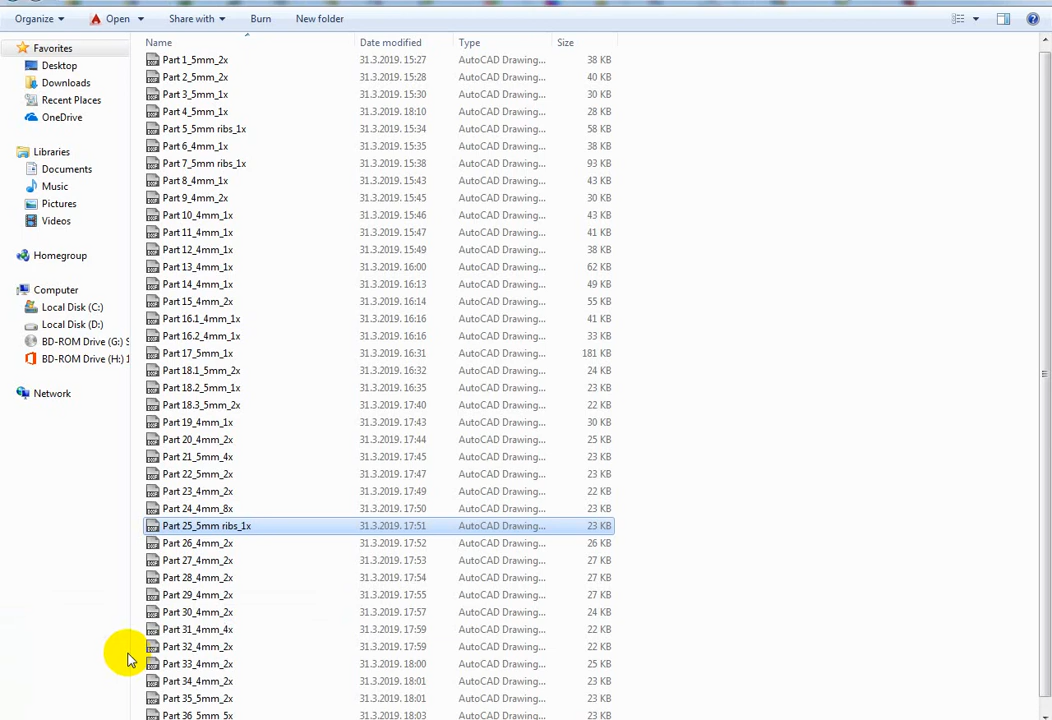 Organize Open Share with Burn New folder
Name Date modified Type Size
Favorites
Desktop
Downloads
Recent Places
OneDrive
Libraries
Documents
Music
Pictures
Videos
Homegroup
Computer
Local Disk (C:)
Local Disk (D:)
BD-ROM Drive (G:) S
BD-ROM Drive (H:) 1
Network
Part 1_5mm_2x 31.3.2019. 15:27 AutoCAD Drawing... 38 KB
Part 2_5mm_2x 31.3.2019. 15:28 AutoCAD Drawing... 40 KB
Part 3_5mm_1x 31.3.2019. 15:30 AutoCAD Drawing... 30 KB
Part 4_5mm_1x 31.3.2019. 18:10 AutoCAD Drawing... 28 KB
Part 5_5mm ribs_1x 31.3.2019. 15:34 AutoCAD Drawing... 58 KB
Part 6_4mm_1x 31.3.2019. 15:35 AutoCAD Drawing... 38 KB
Part 7_5mm ribs_1x 31.3.2019. 15:38 AutoCAD Drawing... 93 KB
Part 8_4mm_1x 31.3.2019. 15:43 AutoCAD Drawing... 43 KB
Part 9_4mm_2x 31.3.2019. 15:45 AutoCAD Drawing... 30 KB
Part 10_4mm_1x 31.3.2019. 15:46 AutoCAD Drawing... 43 KB
Part 11_4mm_1x 31.3.2019. 15:47 AutoCAD Drawing... 41 KB
Part 12_4mm_1x 31.3.2019. 15:49 AutoCAD Drawing... 38 KB
Part 13_4mm_1x 31.3.2019. 16:00 AutoCAD Drawing... 62 KB
Part 14_4mm_1x 31.3.2019. 16:13 AutoCAD Drawing... 49 KB
Part 15_4mm_2x 31.3.2019. 16:14 AutoCAD Drawing... 55 KB
Part 16.1_4mm_1x 31.3.2019. 16:16 AutoCAD Drawing... 41 KB
Part 16.2_4mm_1x 31.3.2019. 16:16 AutoCAD Drawing... 33 KB
Part 17_5mm_1x 31.3.2019. 16:31 AutoCAD Drawing... 181 KB
Part 18.1_5mm_2x 31.3.2019. 16:32 AutoCAD Drawing... 24 KB
Part 18.2_5mm_1x 31.3.2019. 16:35 AutoCAD Drawing... 23 KB
Part 18.3_5mm_2x 31.3.2019. 17:40 AutoCAD Drawing... 22 KB
Part 19_4mm_1x 31.3.2019. 17:43 AutoCAD Drawing... 30 KB
Part 20_4mm_2x 31.3.2019. 17:44 AutoCAD Drawing... 25 KB
Part 21_5mm_4x 31.3.2019. 17:45 AutoCAD Drawing... 23 KB
Part 22_5mm_2x 31.3.2019. 17:47 AutoCAD Drawing... 23 KB
Part 23_4mm_2x 31.3.2019. 17:49 AutoCAD Drawing... 22 KB
Part 24_4mm_8x 31.3.2019. 17:50 AutoCAD Drawing... 23 KB
Part 25_5mm ribs_1x 31.3.2019. 17:51 AutoCAD Drawing... 23 KB
Part 26_4mm_2x 31.3.2019. 17:52 AutoCAD Drawing... 26 KB
Part 27_4mm_2x 31.3.2019. 17:53 AutoCAD Drawing... 27 KB
Part 28_4mm_2x 31.3.2019. 17:54 AutoCAD Drawing... 27 KB
Part 29_4mm_2x 31.3.2019. 17:55 AutoCAD Drawing... 27 KB
Part 30_4mm_2x 31.3.2019. 17:57 AutoCAD Drawing... 24 KB
Part 31_4mm_4x 31.3.2019. 17:59 AutoCAD Drawing... 22 KB
Part 32_4mm_2x 31.3.2019. 17:59 AutoCAD Drawing... 22 KB
Part 33_4mm_2x 31.3.2019. 18:00 AutoCAD Drawing... 25 KB
Part 34_4mm_2x 31.3.2019. 18:01 AutoCAD Drawing... 23 KB
Part 35_5mm_2x 31.3.2019. 18:01 AutoCAD Drawing... 23 KB
Part 36_5mm_5x 31.3.2019. 18:03 AutoCAD Drawing... 23 KB